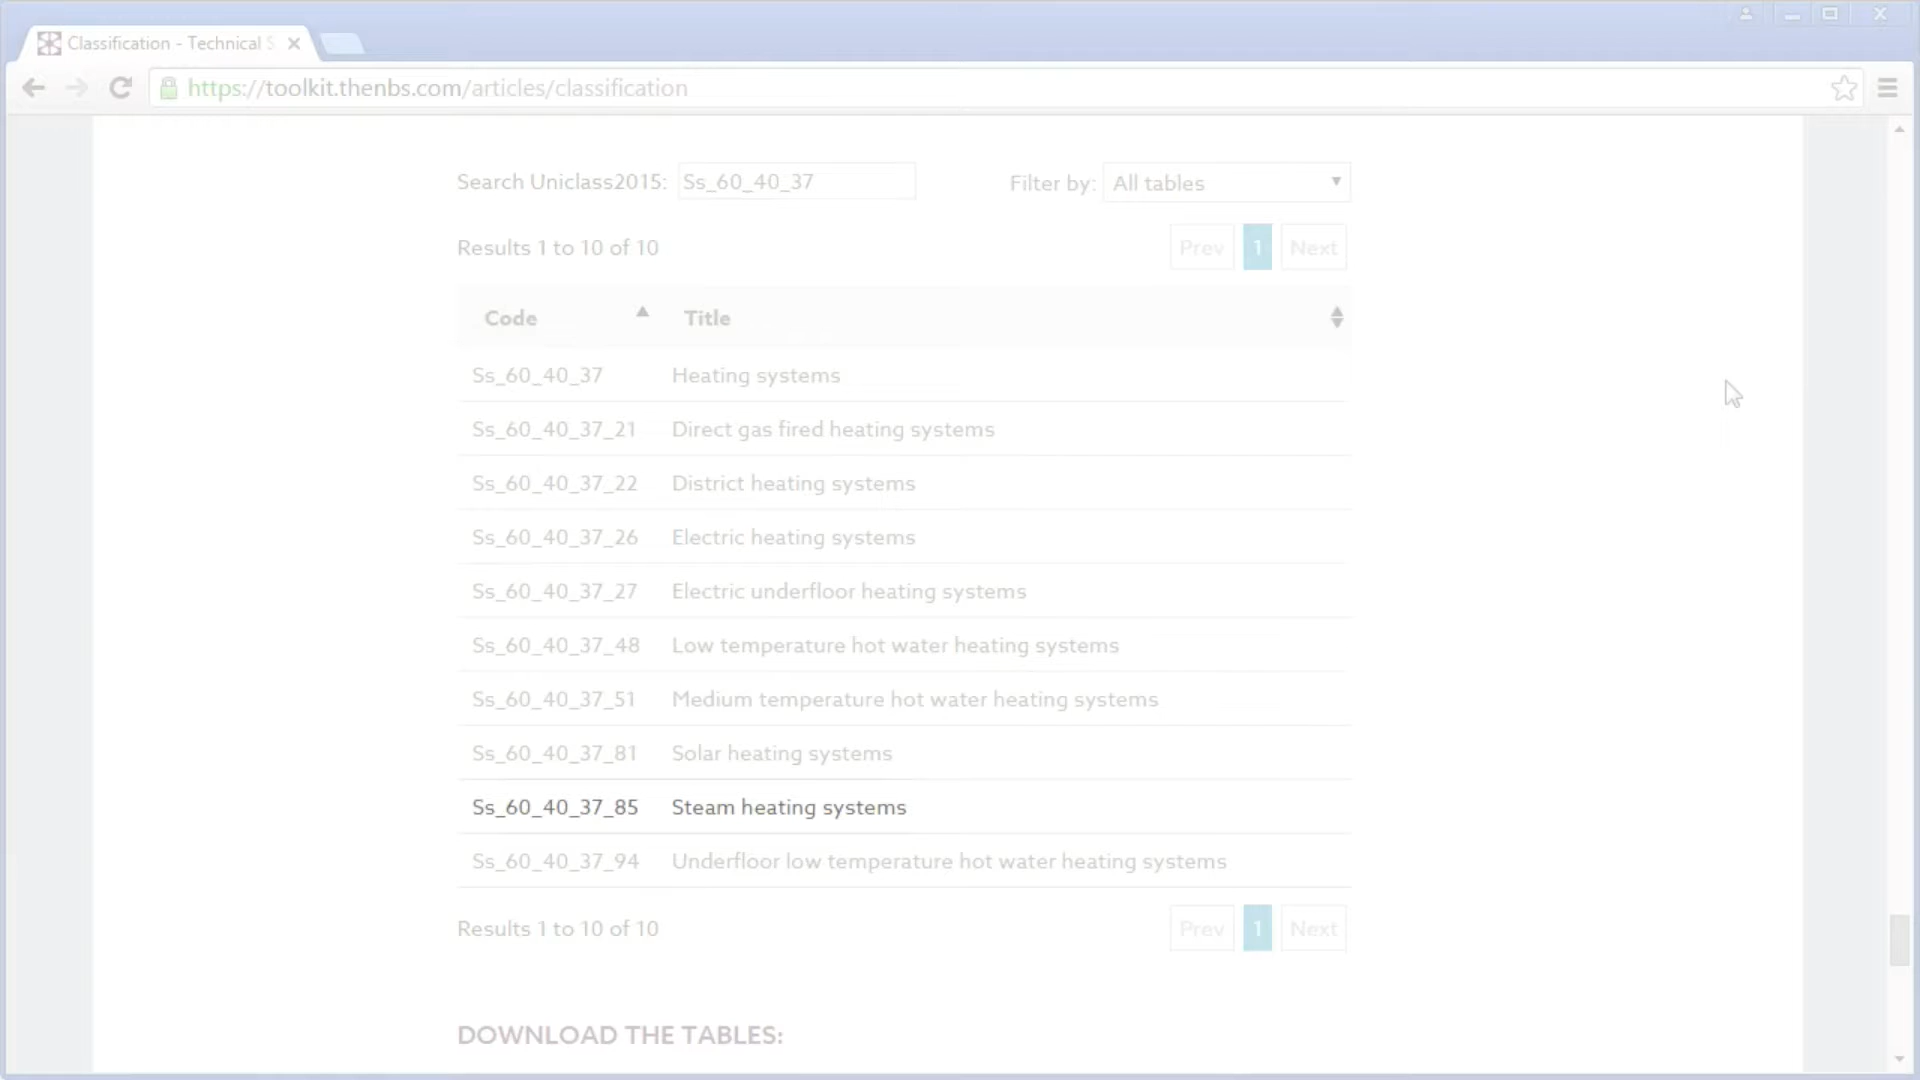 Classification - Technical S
https://toolkit.thenbs.com/articles/classification
Search Uniclass2015: Ss_60_40_37 Filter by: All tables
Results 1 to 10 of 10 Prev 1 Next
Code Title
Ss_60_40_37 Heating systems
Ss_60_40_37_21 Direct gas fired heating systems
Ss_60_40_37_22 District heating systems
Ss_60_40_37_26 Electric heating systems
Ss_60_40_37_27 Electric underfloor heating systems
Ss_60_40_37_48 Low temperature hot water heating systems
Ss_60_40_37_51 Medium temperature hot water heating systems
Ss_60_40_37_81 Solar heating systems
Ss_60_40_37_85 Steam heating systems
Ss_60_40_37_94 Underfloor low temperature hot water heating systems
Results 1 to 10 of 10 Prev 1 Next
DOWNLOAD THE TABLES: